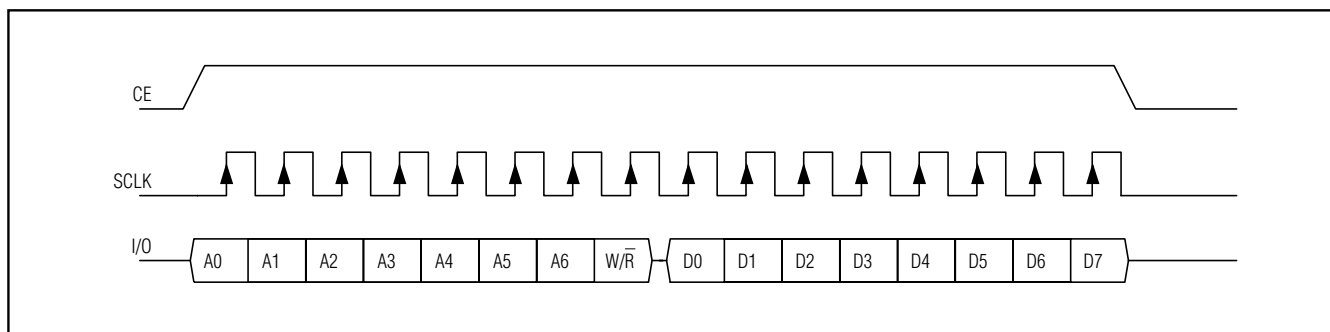 CE
SCLK
I/O A0 A1 A2 A3 A4 A5 A6 W/R̅ D0 D1 D2 D3 D4 D5 D6 D7